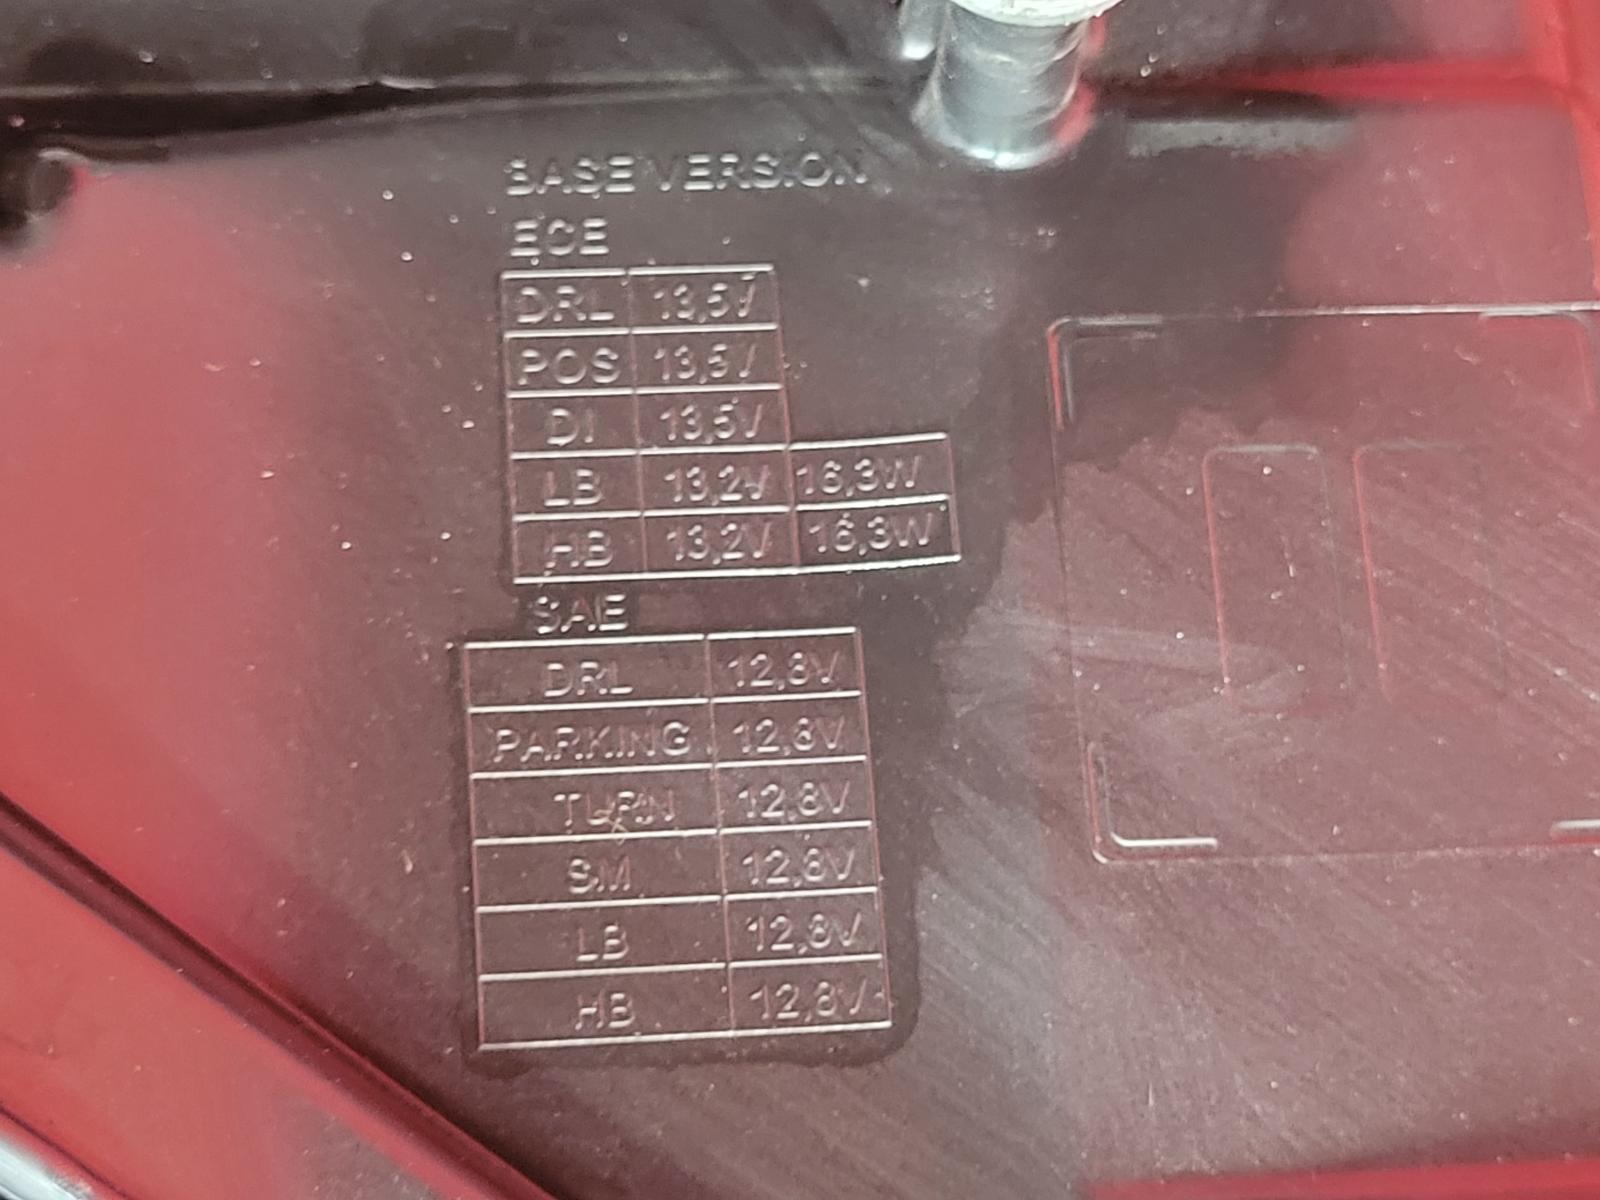 BASE VERSION
ECE
DRL 13,5V
POS 13,5V
DI 13,5V
LB 13,2V 16,3W
HB 13,2V 16,3W
SAE
DRL 12,8V
PARKING 12,8V
TURN 12,8V
SM 12,8V
LB 12,8V
HB 12,8V